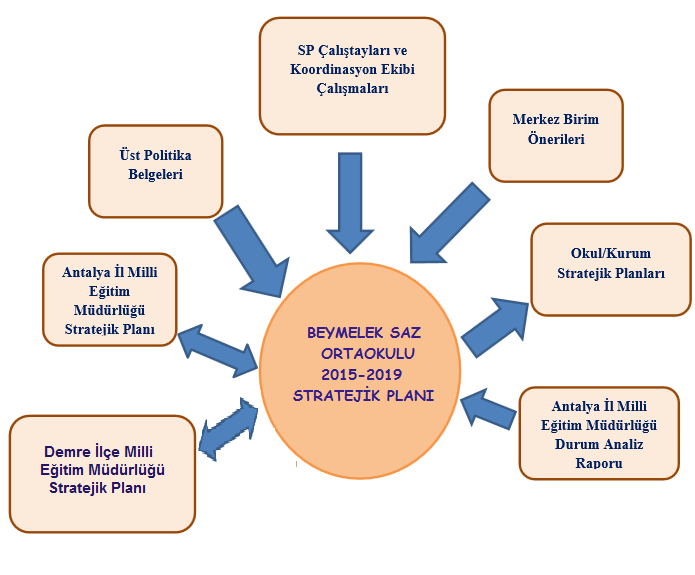 SP Çalıştayları ve
Koordinasyon Ekibi
Çalışmaları
Merkez Birim
Önerileri
Üst Politika
Belgeleri
Okul/Kurum
Stratejik Planları
Antalya İl Milli
Eğitim
Müdürlüğü
Stratejik Planı
BEYMELEK SAZ
ORTAOKULU
2015-2019
STRATEJİK PLANI
Antalya İl Milli
Eğitim Müdürlüğü
Durum Analiz
Raporu
Demre İlçe Milli
Eğitim Müdürlüğü
Stratejik Planı